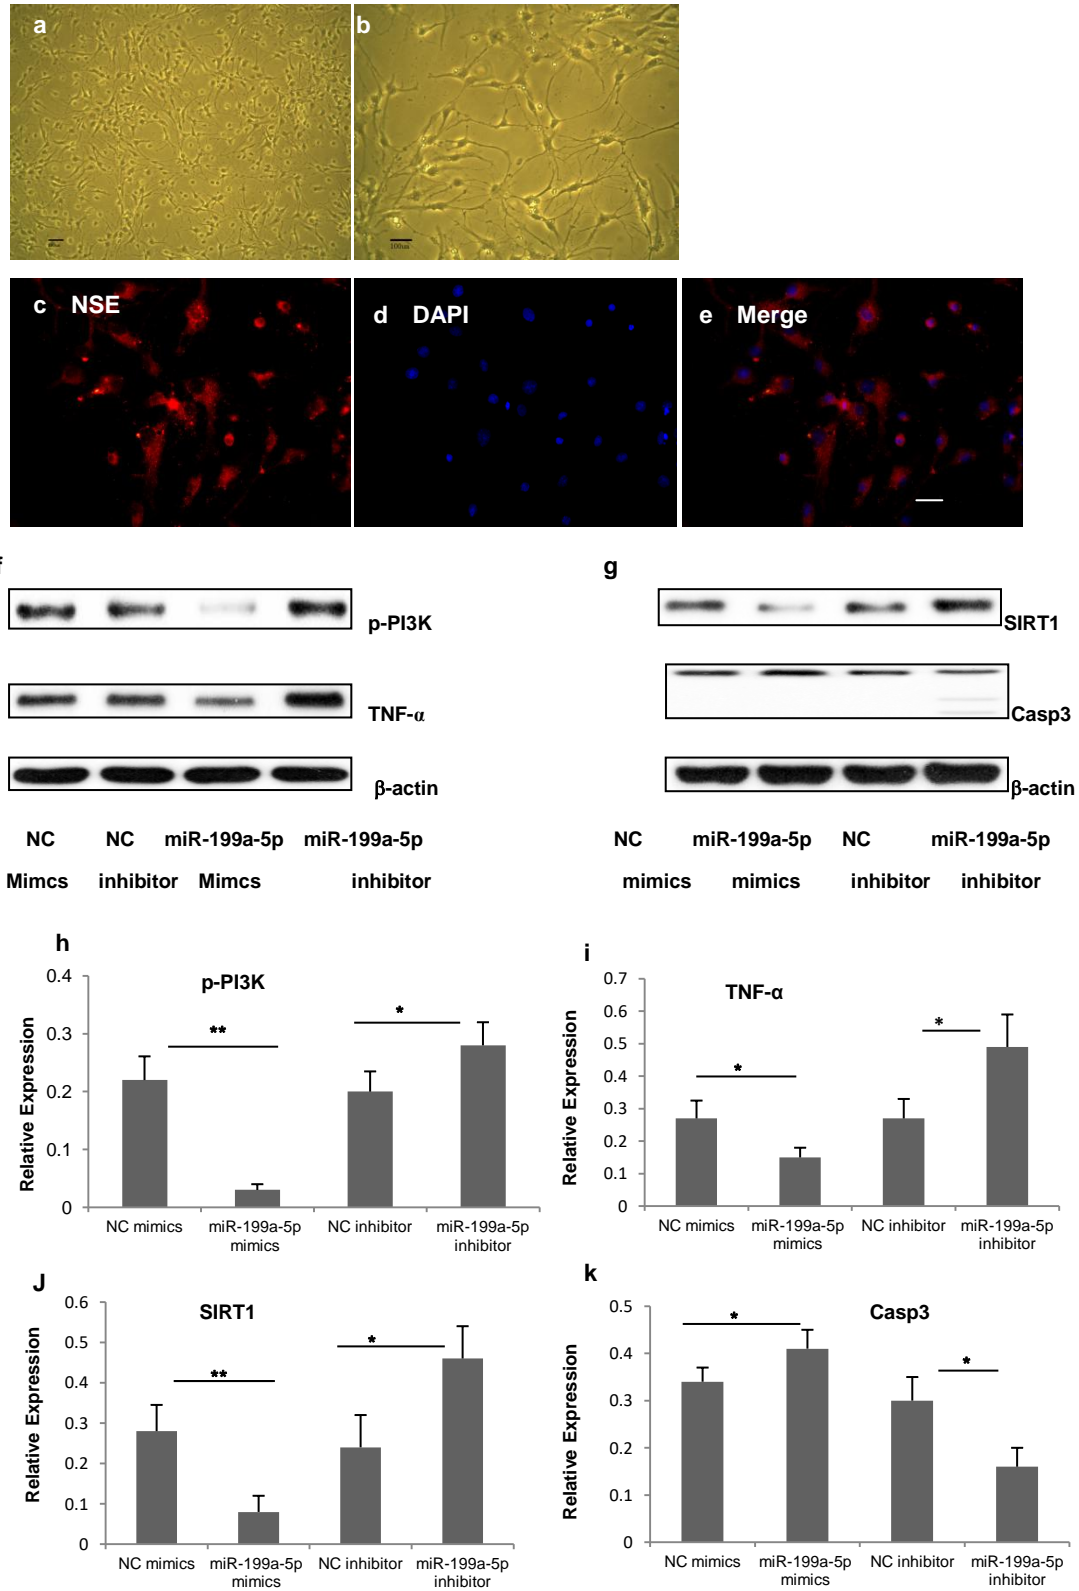 a
b
100um
c NSE
d DAPI
e Merge
f
g
p-PI3K
SIRT1
TNF-α
Casp3
β-actin
β-actin
NC NC miR-199a-5p miR-199a-5p
Mimcs inhibitor Mimcs inhibitor
NC miR-199a-5p NC miR-199a-5p
mimics mimics inhibitor inhibitor
h
p-PI3K
Relative Expression
0.4
0.3
0.2
0.1
0
**
*
NC mimics miR-199a-5p NC inhibitor miR-199a-5p
mimics inhibitor
i
TNF-α
Relative Expression
0.7
0.6
0.5
0.4
0.3
0.2
0.1
0
*
*
NC mimics miR-199a-5p NC inhibitor miR-199a-5p
mimics inhibitor
J
SIRT1
Relative Expression
0.6
0.5
0.4
0.3
0.2
0.1
0
**
*
NC mimics miR-199a-5p NC inhibitor miR-199a-5p
mimics inhibitor
k
Casp3
Relative Expression
0.5
0.4
0.3
0.2
0.1
0
*
*
NC mimics miR-199a-5p NC inhibitor miR-199a-5p
mimics inhibitor